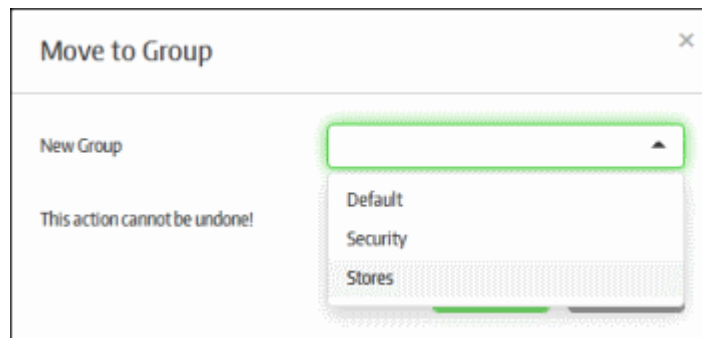 Move to Group
×
New Group
This action cannot be undone!
Default
Security
Stores